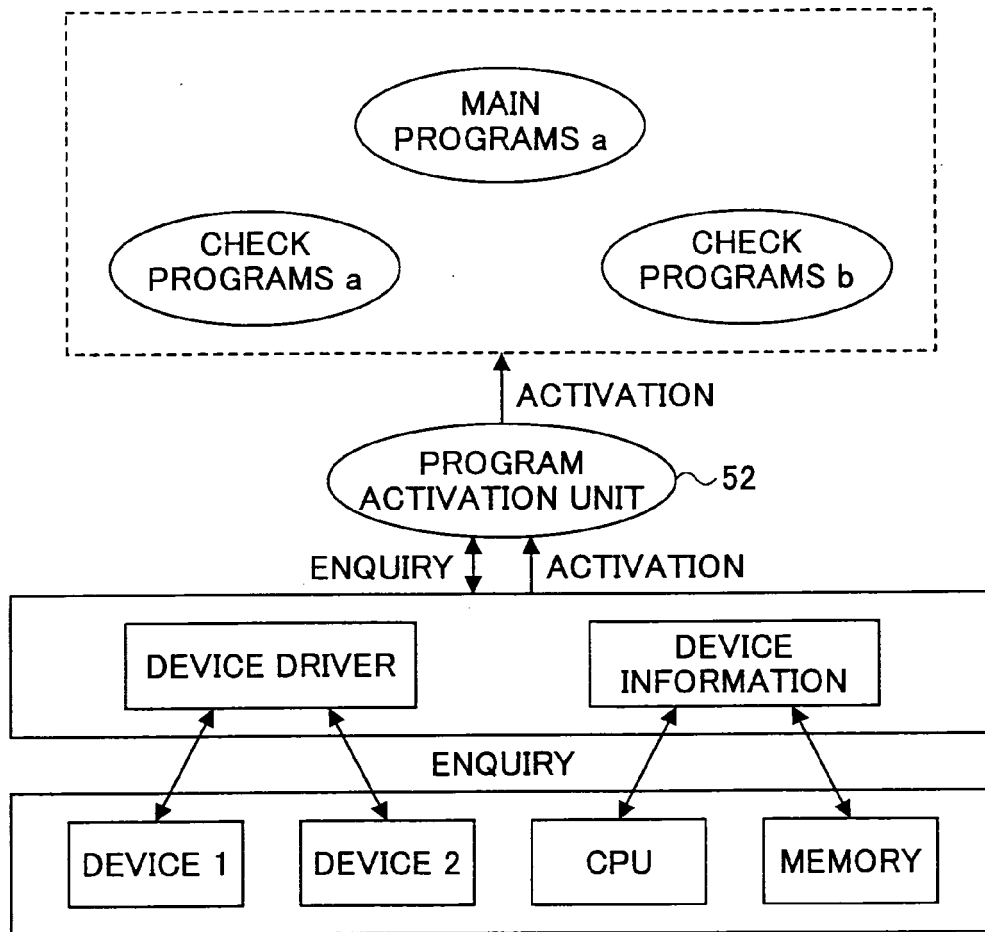 MAIN
PROGRAMS a
CHECK
PROGRAMS a
CHECK
PROGRAMS b
ACTIVATION
PROGRAM
ACTIVATION UNIT
52
ENQUIRY
ACTIVATION
DEVICE DRIVER
DEVICE
INFORMATION
ENQUIRY
DEVICE 1
DEVICE 2
CPU
MEMORY